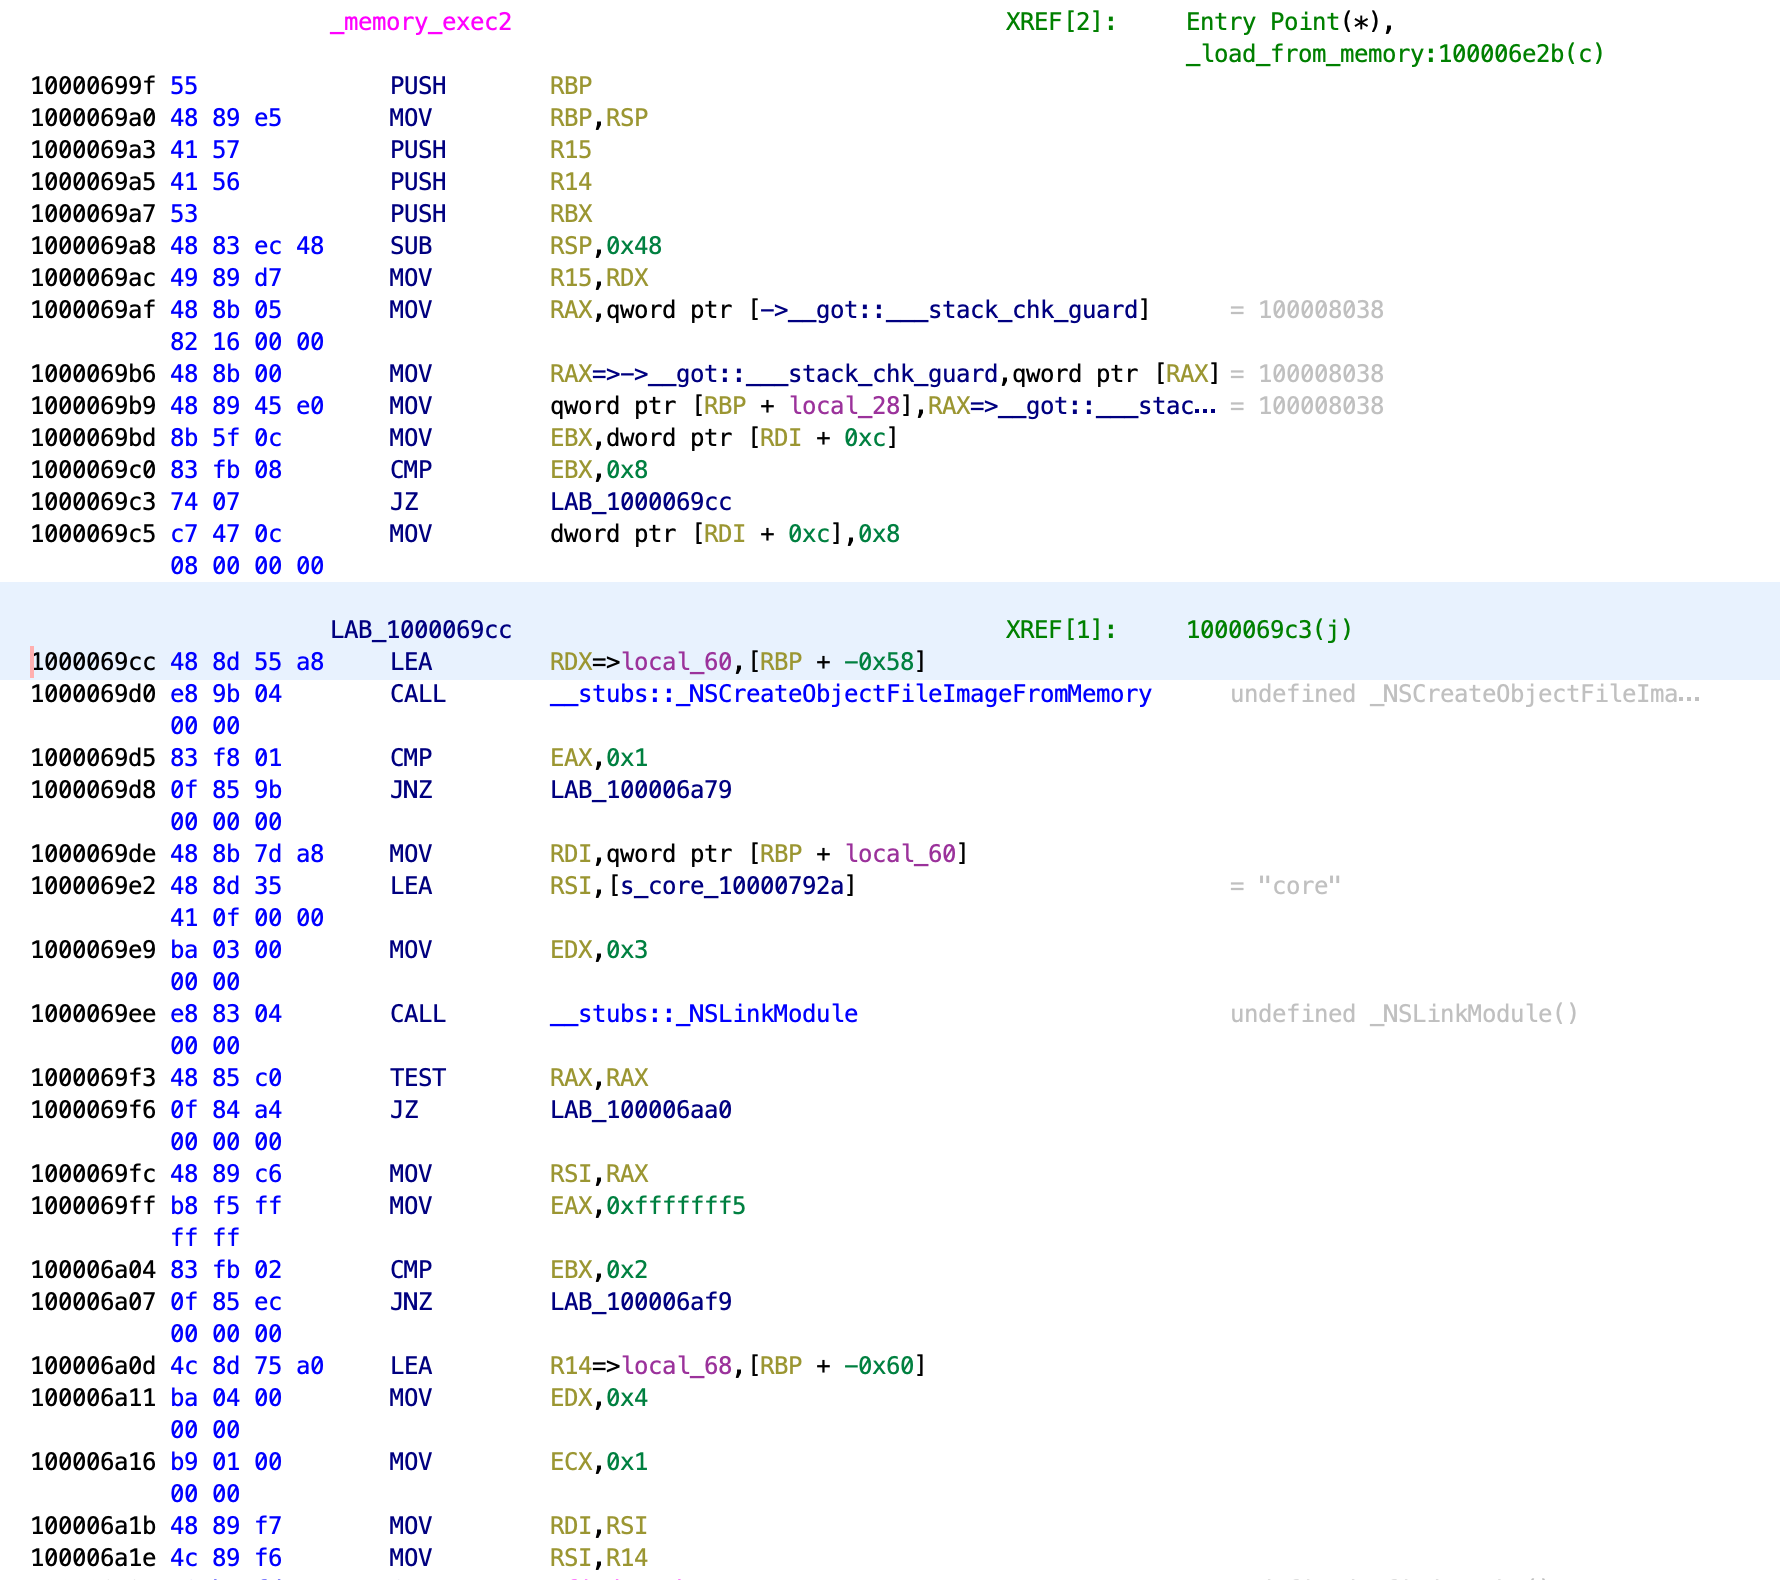 _memory_exec2 XREF[2]: Entry Point(*),
_load_from_memory:100006e2b(c)
10000699f 55 PUSH RBP
1000069a0 48 89 e5 MOV RBP,RSP
1000069a3 41 57 PUSH R15
1000069a5 41 56 PUSH R14
1000069a7 53 PUSH RBX
1000069a8 48 83 ec 48 SUB RSP,0x48
1000069ac 49 89 d7 MOV R15,RDX
1000069af 48 8b 05 MOV RAX,qword ptr [->__got::___stack_chk_guard] = 100008038
82 16 00 00
1000069b6 48 8b 00 MOV RAX=>->__got::___stack_chk_guard,qword ptr [RAX] = 100008038
1000069b9 48 89 45 e0 MOV qword ptr [RBP + local_28],RAX=>__got::___stac... = 100008038
1000069bd 8b 5f 0c MOV EBX,dword ptr [RDI + 0xc]
1000069c0 83 fb 08 CMP EBX,0x8
1000069c3 74 07 JZ LAB_1000069cc
1000069c5 c7 47 0c MOV dword ptr [RDI + 0xc],0x8
08 00 00 00
LAB_1000069cc XREF[1]: 1000069c3(j)
1000069cc 48 8d 55 a8 LEA RDX=>local_60,[RBP + -0x58]
1000069d0 e8 9b 04 CALL __stubs::_NSCreateObjectFileImageFromMemory undefined _NSCreateObjectFileIma...
00 00
1000069d5 83 f8 01 CMP EAX,0x1
1000069d8 0f 85 9b JNZ LAB_100006a79
00 00 00
1000069de 48 8b 7d a8 MOV RDI,qword ptr [RBP + local_60]
1000069e2 48 8d 35 LEA RSI,[s_core_10000792a] = "core"
41 0f 00 00
1000069e9 ba 03 00 MOV EDX,0x3
00 00
1000069ee e8 83 04 CALL __stubs::_NSLinkModule undefined _NSLinkModule()
00 00
1000069f3 48 85 c0 TEST RAX,RAX
1000069f6 0f 84 a4 JZ LAB_100006aa0
00 00 00
1000069fc 48 89 c6 MOV RSI,RAX
1000069ff b8 f5 ff MOV EAX,0xfffffff5
ff ff
100006a04 83 fb 02 CMP EBX,0x2
100006a07 0f 85 ec JNZ LAB_100006af9
00 00 00
100006a0d 4c 8d 75 a0 LEA R14=>local_68,[RBP + -0x60]
100006a11 ba 04 00 MOV EDX,0x4
00 00
100006a16 b9 01 00 MOV ECX,0x1
00 00
100006a1b 48 89 f7 MOV RDI,RSI
100006a1e 4c 89 f6 MOV RSI,R14